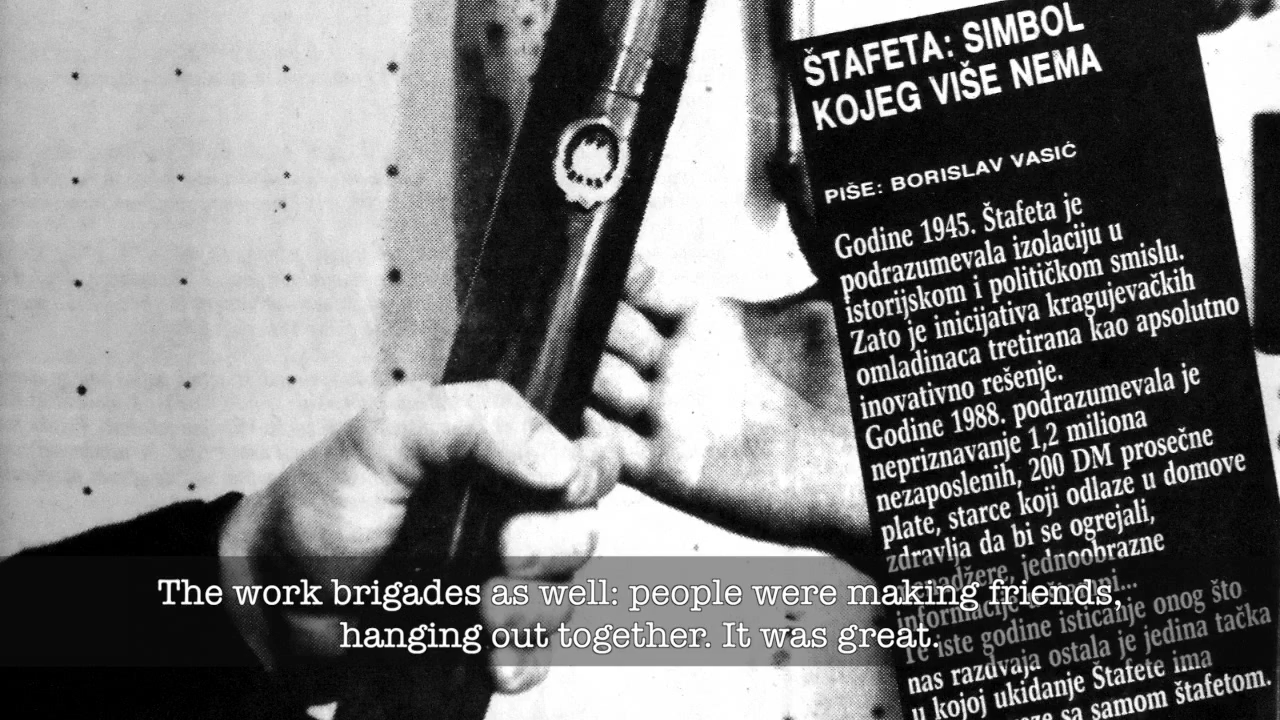 ŠTAFETA: SIMBOL
KOJEG VIŠE NEMA
PIŠE: BORISLAV VASIĆ
Godine 1945. Štafeta je
podrazumevala izolaciju u
istorijskom i političkom smislu.
Zato je inicijativa kragujevačkih
omladinaca tretirana kao apsolutno
inovativno rešenje.
Godine 1988. podrazumevala je
nepriznavanje 1,2 miliona
nezaposlenih, 200 DM prosečne
plate, starce koji odlaze u domove
zdravlja da bi se ogrejali,
jednoobrazne
informacije
iste godine isticanje onog što
nas razdvaja ostala je jedina tačka
u kojoj ukidanje Štafete ima
sa samom štafetom.
The work brigades as well: people were making friends,
hanging out together. It was great.